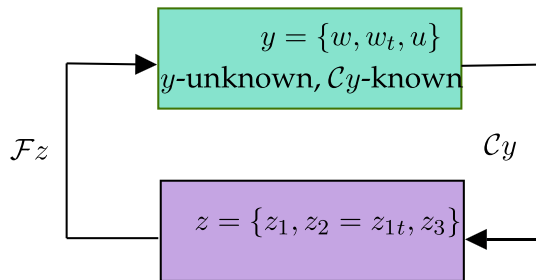 y = {w, w_t, u}
y-unknown, 𝒞y-known
ℱz
𝒞y
z = {z_1, z_2 = z_{1t}, z_3}